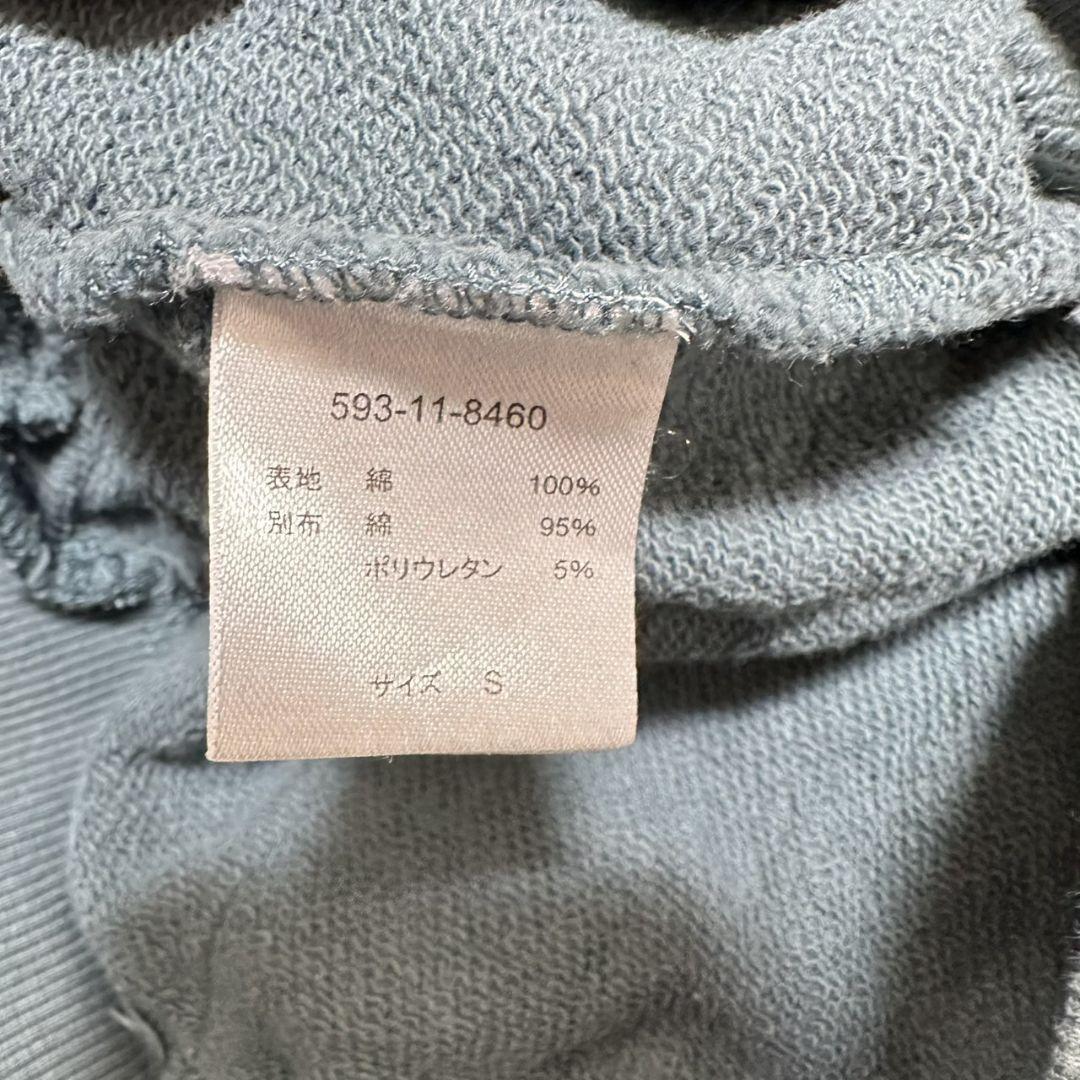 593-11-8460
表地 綿 100%
別布 綿 95%
ポリウレタン 5%
サイズ S